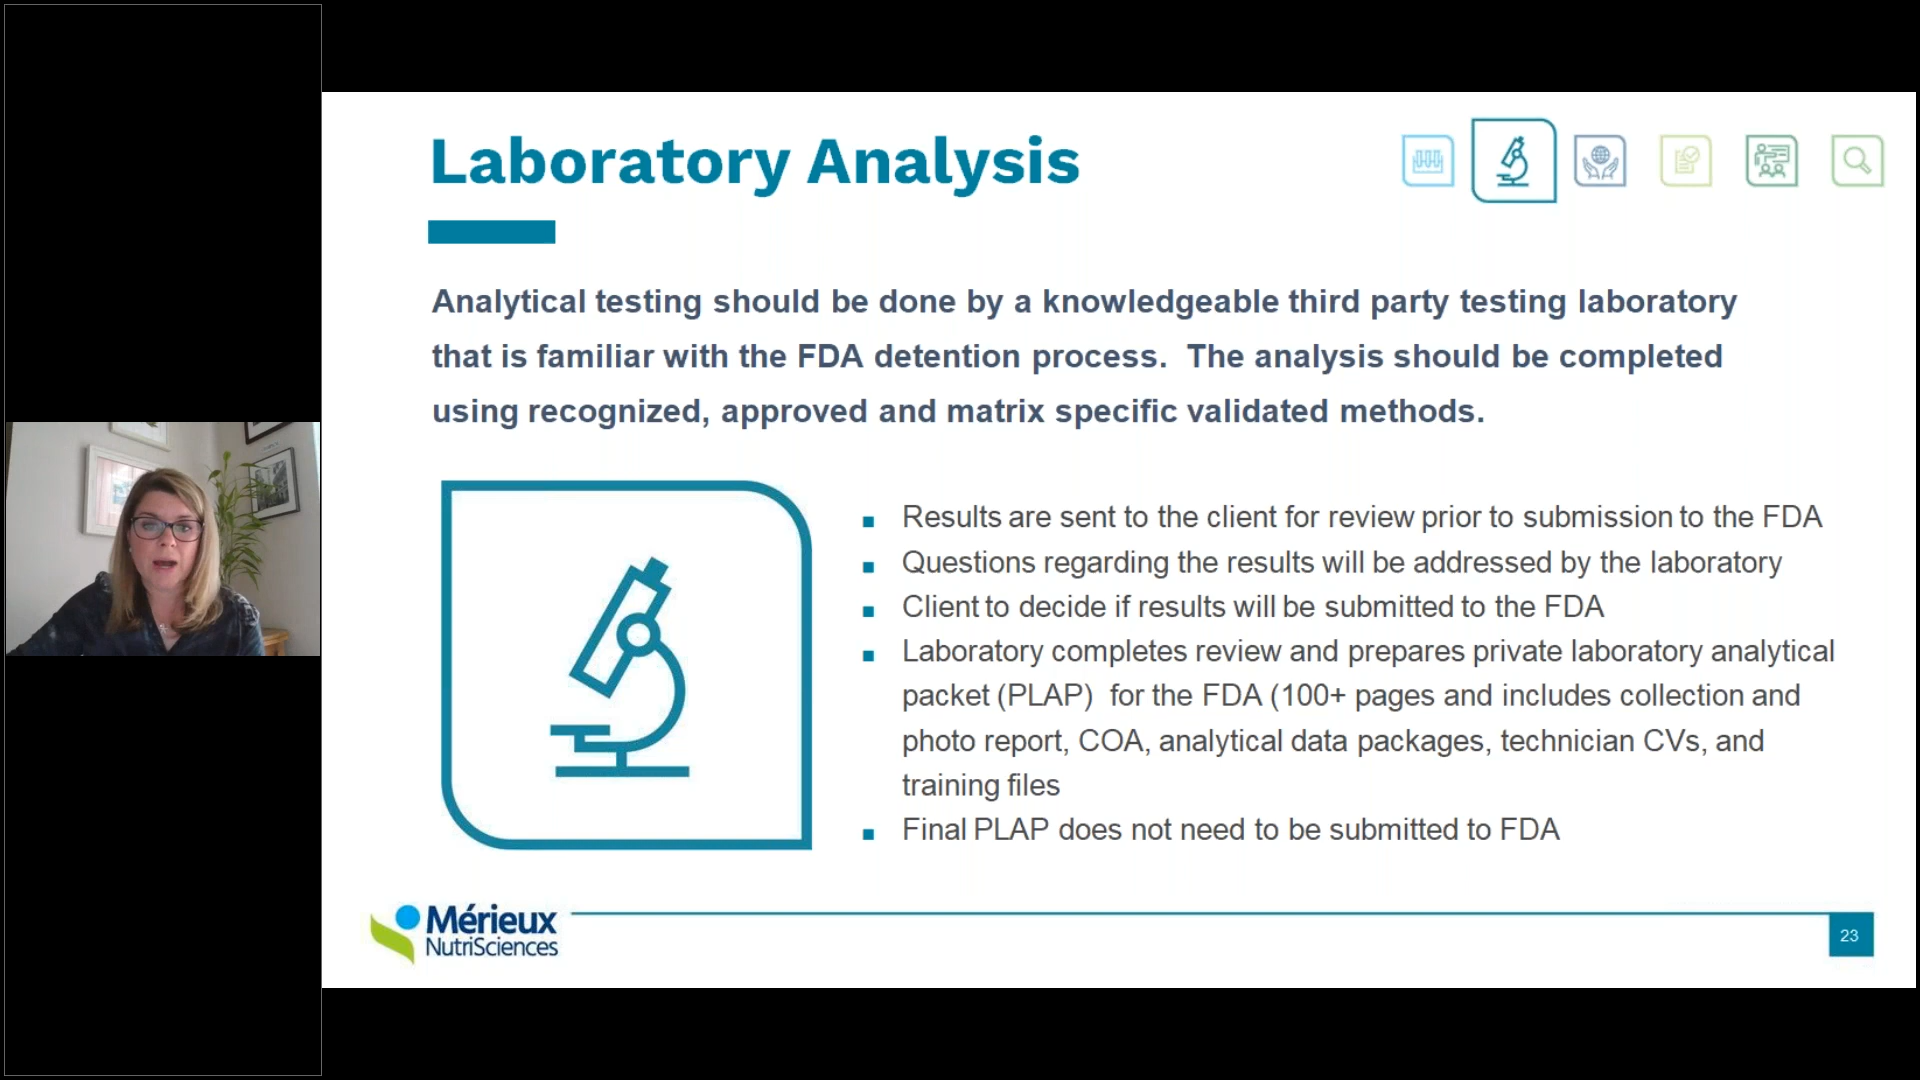 Laboratory Analysis
Analytical testing should be done by a knowledgeable third party testing laboratory
that is familiar with the FDA detention process.  The analysis should be completed
using recognized, approved and matrix specific validated methods.
▪ Results are sent to the client for review prior to submission to the FDA
▪ Questions regarding the results will be addressed by the laboratory
▪ Client to decide if results will be submitted to the FDA
▪ Laboratory completes review and prepares private laboratory analytical
packet (PLAP)  for the FDA (100+ pages and includes collection and
photo report, COA, analytical data packages, technician CVs, and
training files
▪ Final PLAP does not need to be submitted to FDA
Mérieux
NutriSciences
23